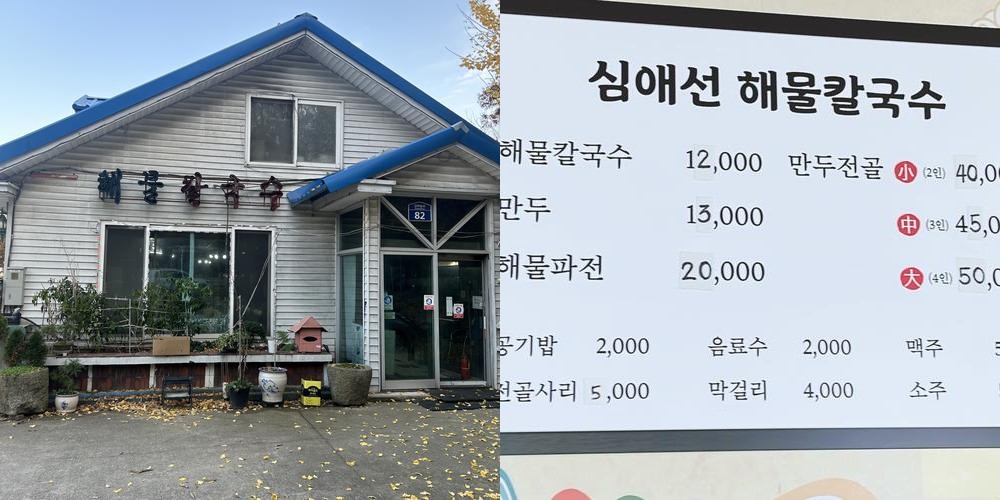 해물칼국수
82
심애선 해물칼국수
해물칼국수 12,000 만두전골 小 (2인) 40,00
만두 13,000 中 (3인) 45,0
해물파전 20,000 大 (4인) 50,0
공기밥 2,000 음료수 2,000 맥주
전골사리 5,000 막걸리 4,000 소주